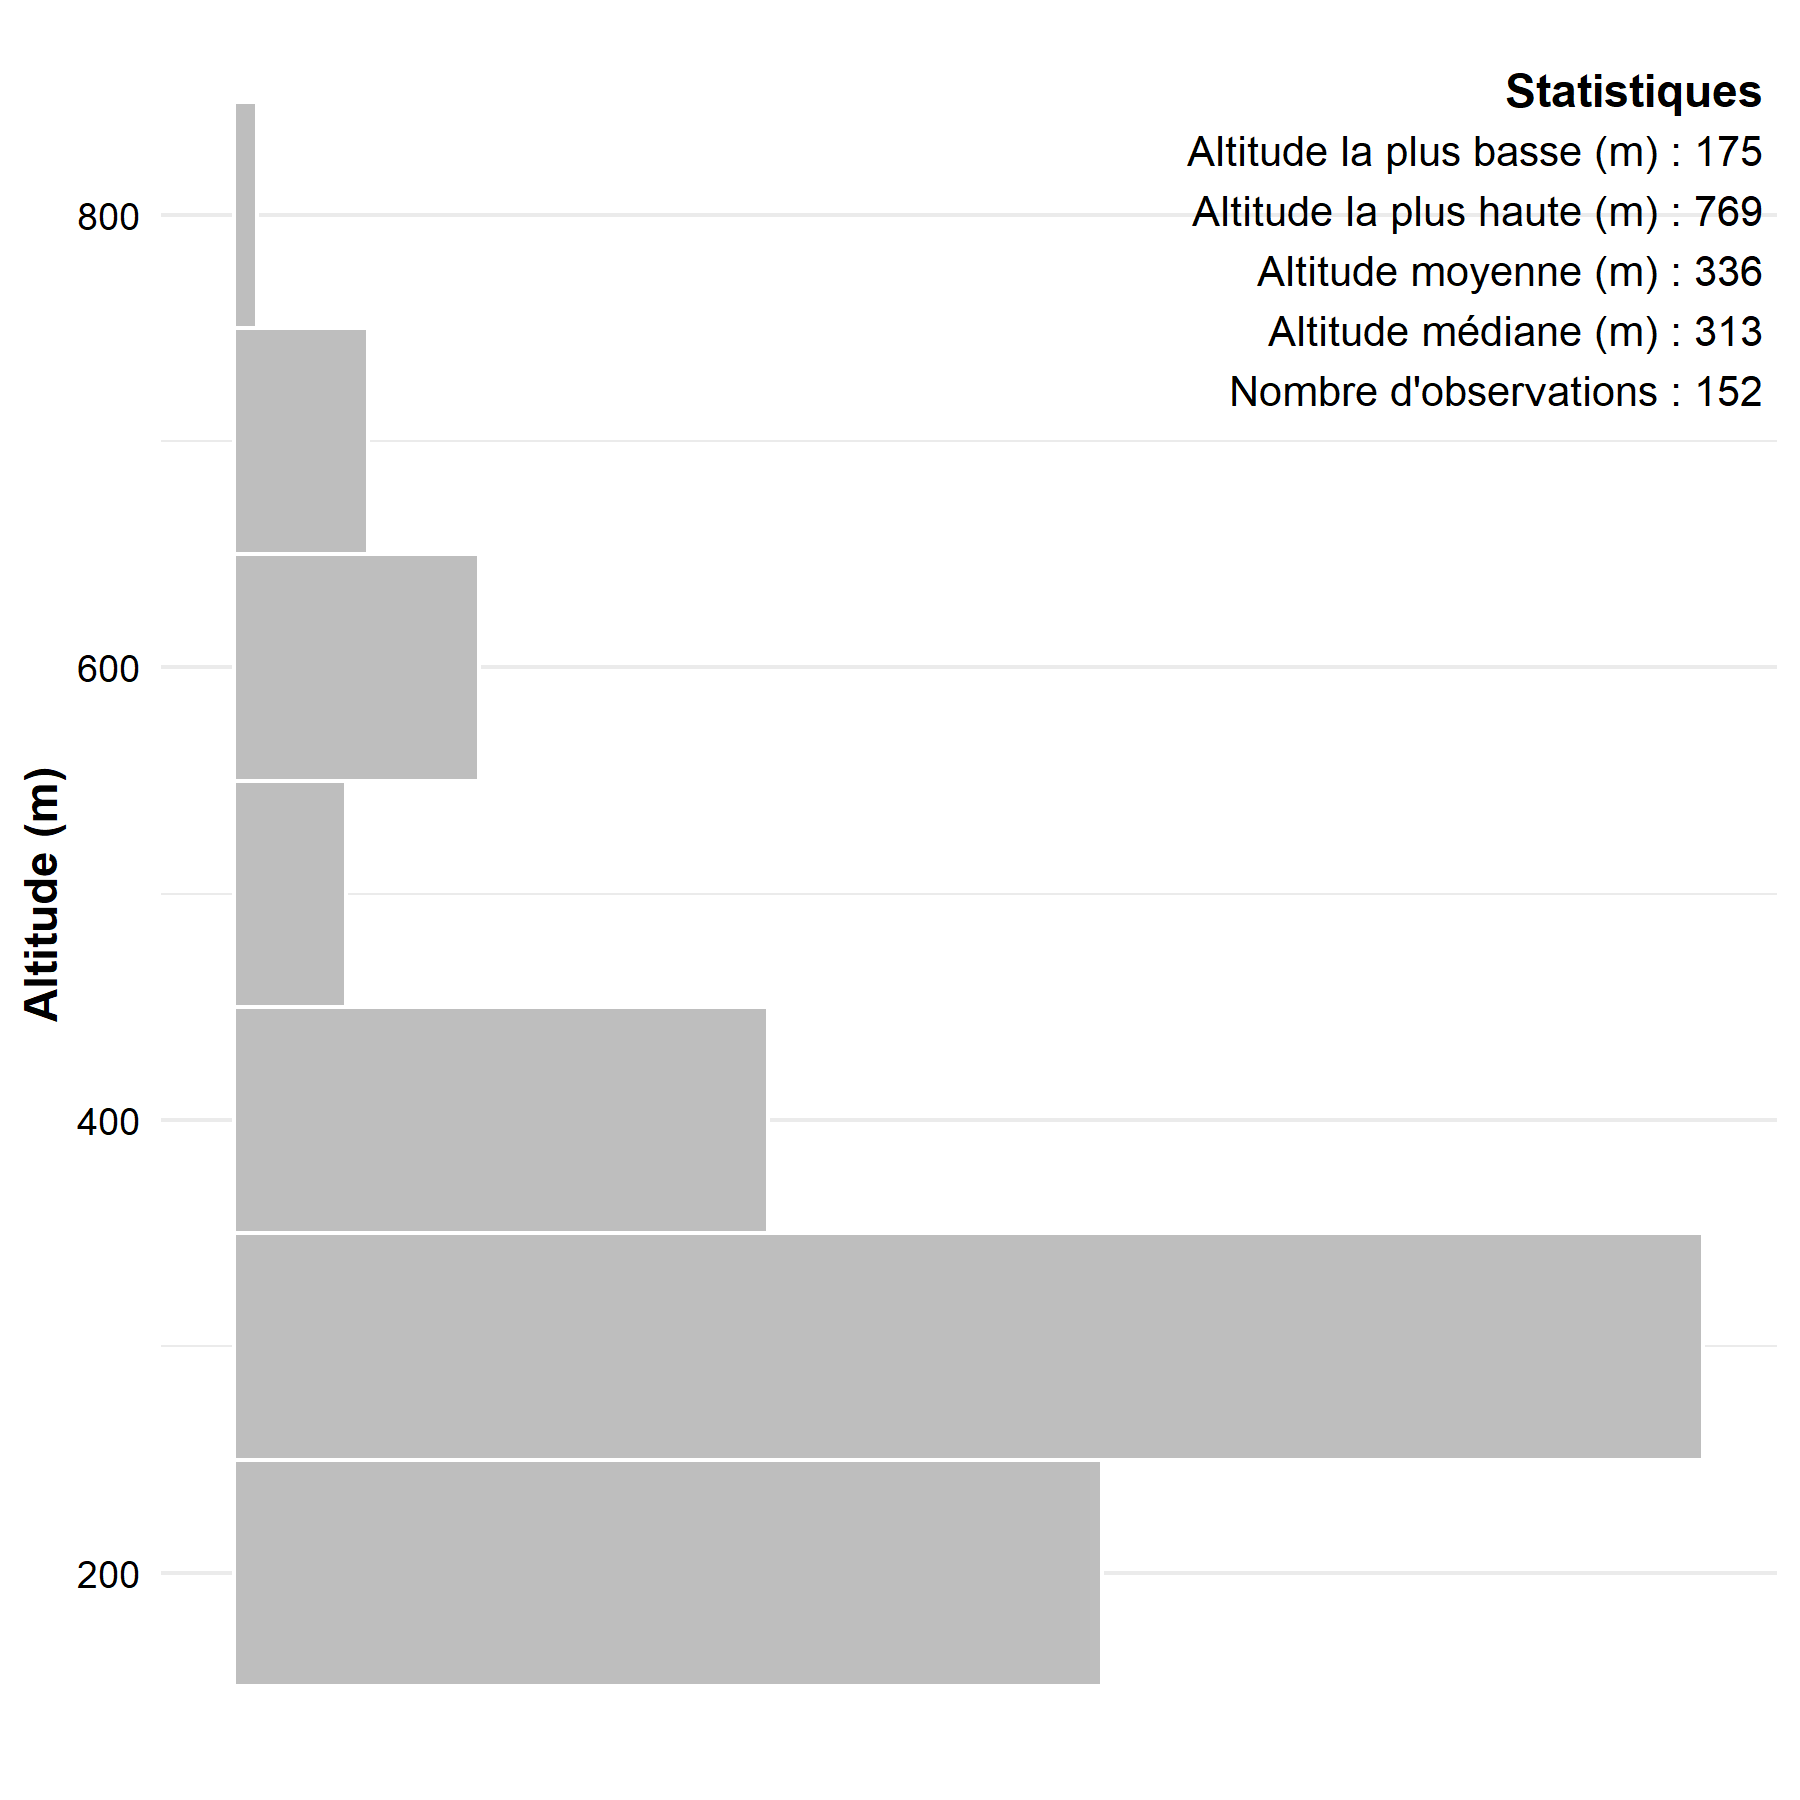 Statistiques
Altitude la plus basse (m) : 175
Altitude la plus haute (m) : 769
Altitude moyenne (m) : 336
Altitude médiane (m) : 313
Nombre d'observations : 152
800
600
400
200
Altitude (m)